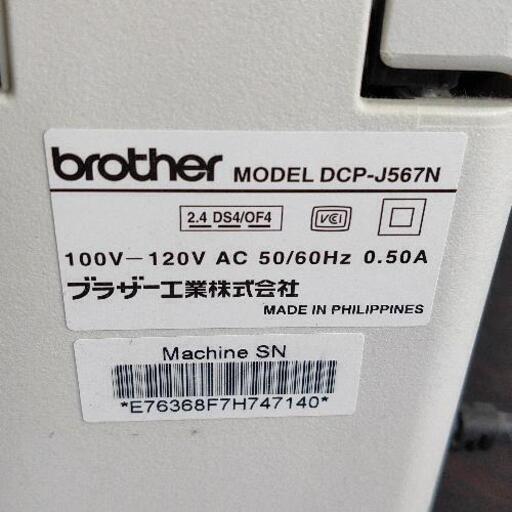 brother MODEL DCP-J567N
2.4 DS4/OF4 VCI
100V-120V AC 50/60Hz 0.50A
ブラザー工業株式会社
MADE IN PHILIPPINES
Machine SN
*E76368F7H747140*